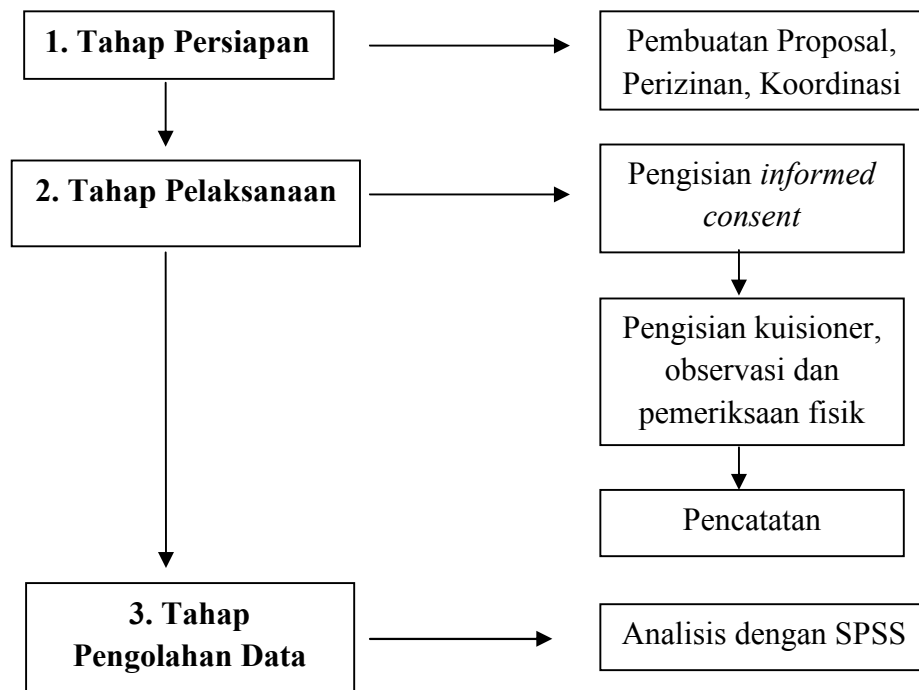 1. Tahap Persiapan
Pembuatan Proposal,
Perizinan, Koordinasi
2. Tahap Pelaksanaan
Pengisian informed
consent
Pengisian kuisioner,
observasi dan
pemeriksaan fisik
Pencatatan
3. Tahap
Pengolahan Data
Analisis dengan SPSS